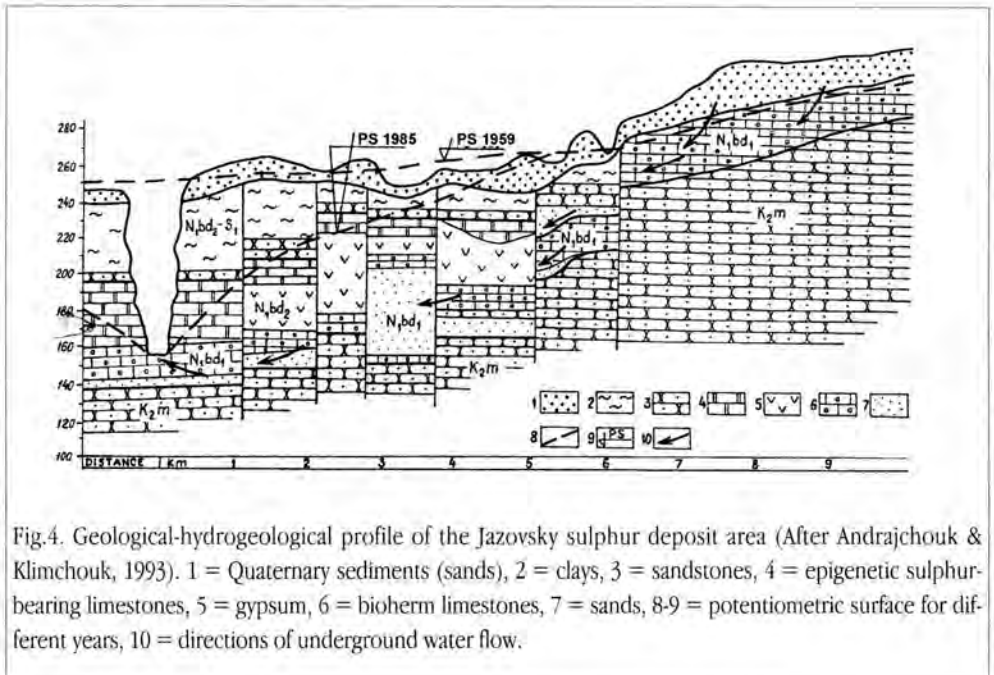 280
260
240
220
200
180
160
140
120
100
PS 1985
PS 1959
N₁bd₂-S₁
N₁bd₁
K₂m
N₁bd₂
N₁bd₁
K₂m
N₁bd₁
N₁bd₁
K₂m
1 2 3 4 5 6 7
8 9 PS 10
DISTANCE 1 Km 1 2 3 4 5 6 7 8 9
Fig.4. Geological-hydrogeological profile of the Jazovsky sulphur deposit area (After Andrajchouk &
Klimchouk, 1993). 1 = Quaternary sediments (sands), 2 = clays, 3 = sandstones, 4 = epigenetic sulphur-
bearing limestones, 5 = gypsum, 6 = bioherm limestones, 7 = sands, 8-9 = potentiometric surface for dif-
ferent years, 10 = directions of underground water flow.